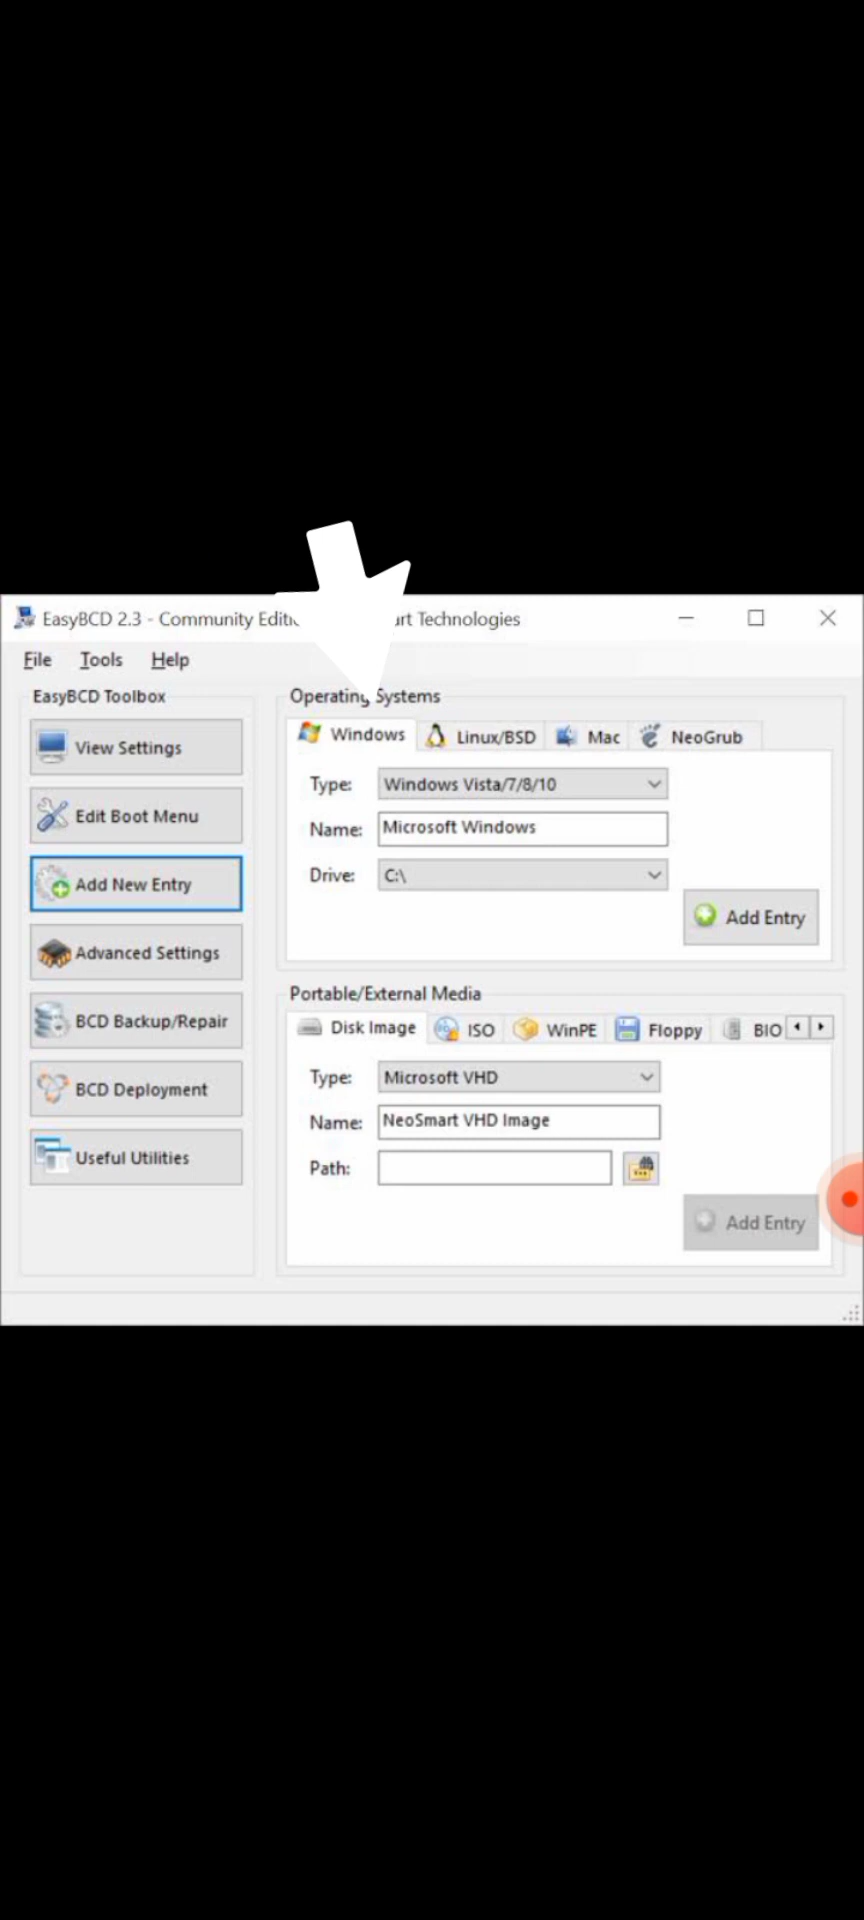 EasyBCD 2.3 - Community Technologies
File Tools Help
EasyBCD Toolbox
View Settings
Edit Boot Menu
Add New Entry
Advanced Settings
BCD Backup/Repair
BCD Deployment
Useful Utilities
Operating Systems
Windows Linux/BSD Mac NeoGrub
Type: Windows Vista/7/8/10
Name: Microsoft Windows
Drive: C:\
Add Entry
Portable/External Media
Disk Image ISO WinPE Floppy BIO
Type: Microsoft VHD
Name: NeoSmart VHD Image
Path:
Add Entry